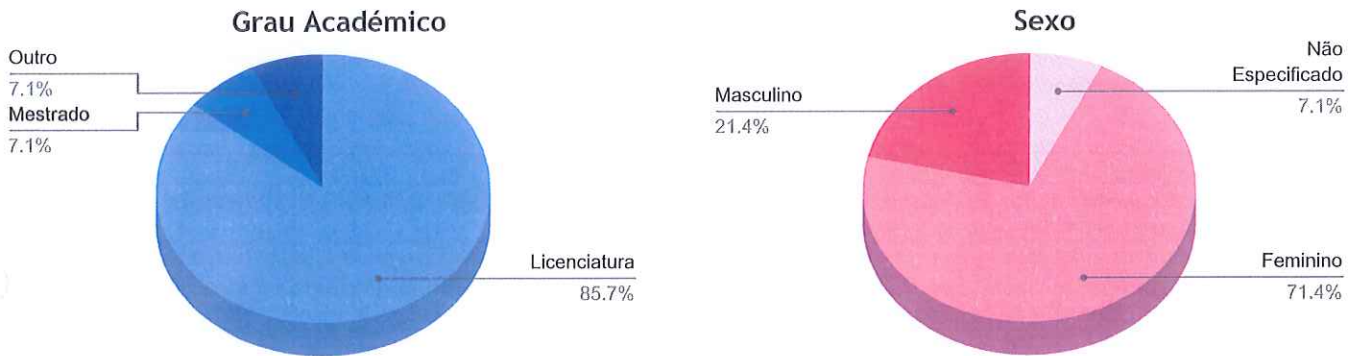 Grau Académico
Outro
7.1%
Mestrado
7.1%
Licenciatura
85.7%
Sexo
Não
Especificado
7.1%
Masculino
21.4%
Feminino
71.4%